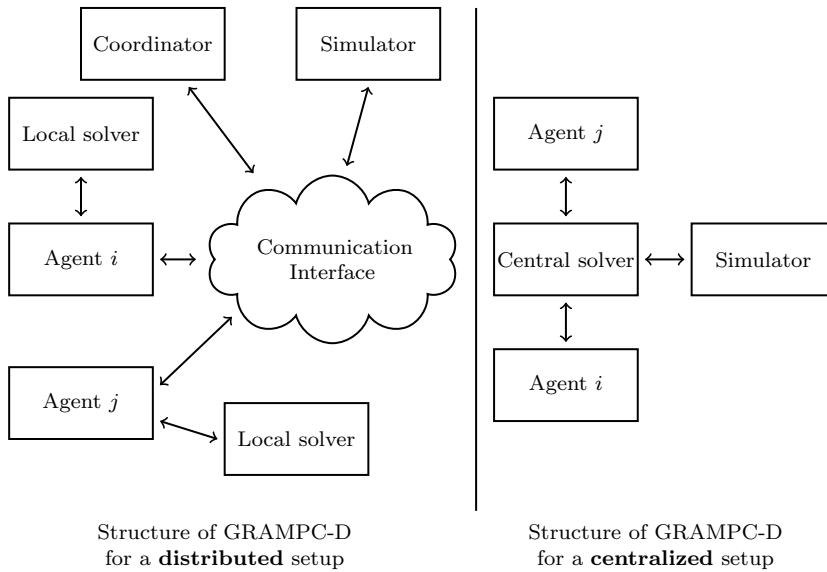 Coordinator
Simulator
Local solver
Agent i
Communication
Interface
Agent j
Local solver
Structure of GRAMPC-D
for a distributed setup
Agent j
Central solver
Simulator
Agent i
Structure of GRAMPC-D
for a centralized setup